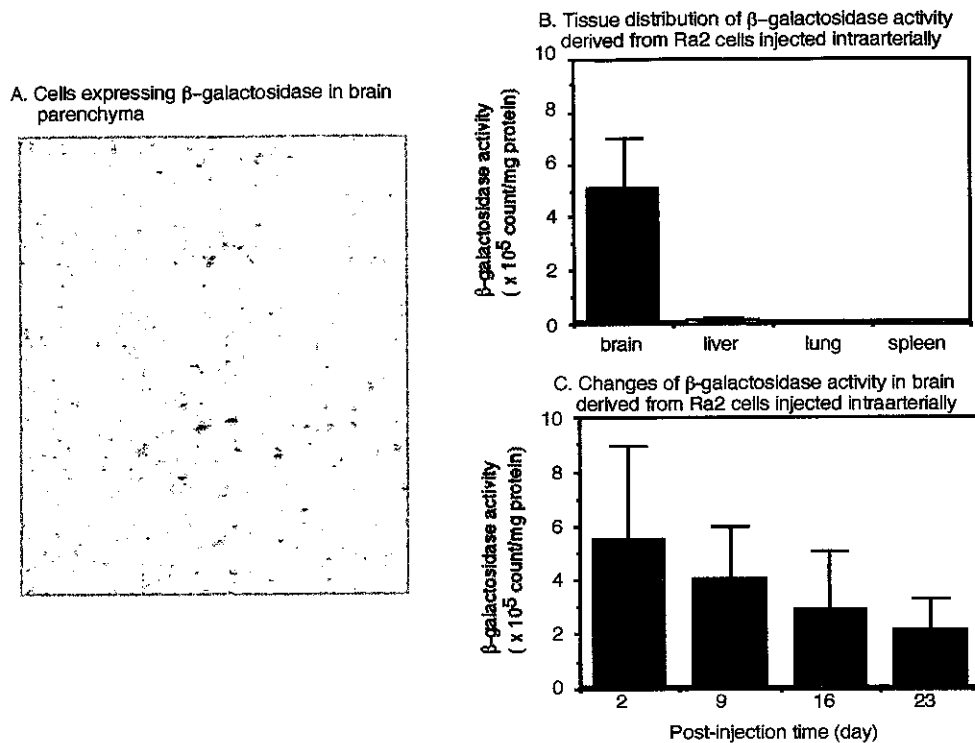 A. Cells expressing β-galactosidase in brain
parenchyma
B. Tissue distribution of β-galactosidase activity
derived from Ra2 cells injected intraarterially
β-galactosidase activity
( x 10⁵ count/mg protein)
10
8
6
4
2
0
brain liver lung spleen
C. Changes of β-galactosidase activity in brain
derived from Ra2 cells injected intraarterially
β-galactosidase activity
( x 10⁵ count/mg protein)
10
8
6
4
2
0
2 9 16 23
Post-injection time (day)